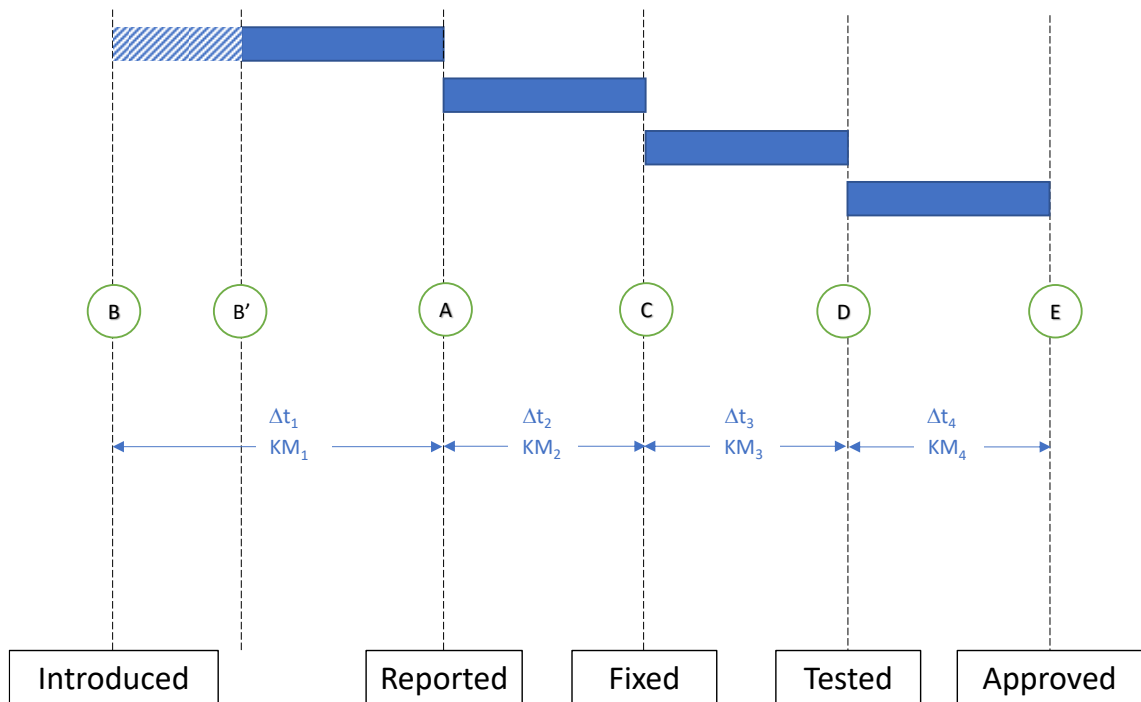 B
B’
A
C
D
E
Δt₁
KM₁
Δt₂
KM₂
Δt₃
KM₃
Δt₄
KM₄
Introduced
Reported
Fixed
Tested
Approved